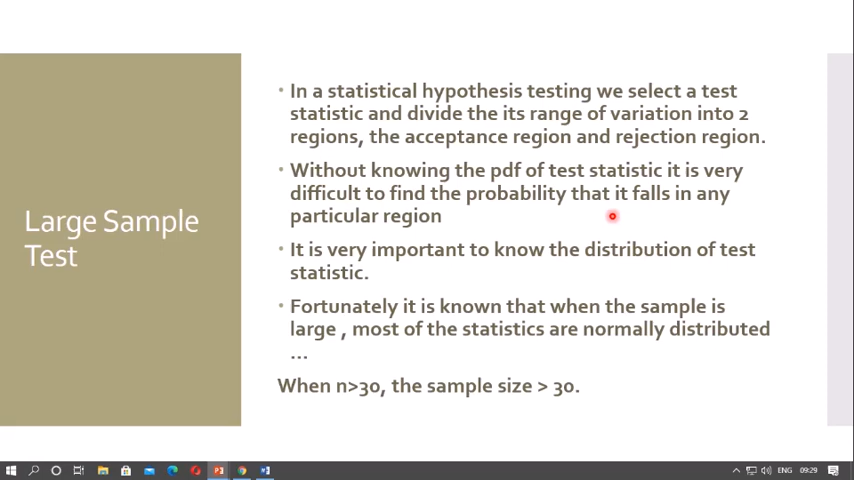 Large Sample
Test
• In a statistical hypothesis testing we select a test
statistic and divide the its range of variation into 2
regions, the acceptance region and rejection region.
• Without knowing the pdf of test statistic it is very
difficult to find the probability that it falls in any
particular region
• It is very important to know the distribution of test
statistic.
• Fortunately it is known that when the sample is
large , most of the statistics are normally distributed
...
When n>30, the sample size > 30.
ENG
09:29